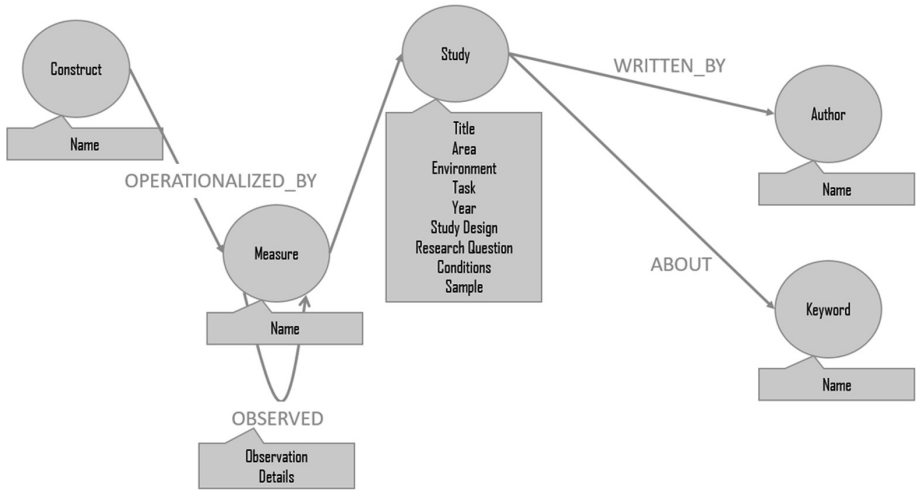 Construct
Name
OPERATIONALIZED_BY
Measure
Name
OBSERVED
Observation
Details
Study
Title
Area
Environment
Task
Year
Study Design
Research Question
Conditions
Sample
WRITTEN_BY
Author
Name
ABOUT
Keyword
Name